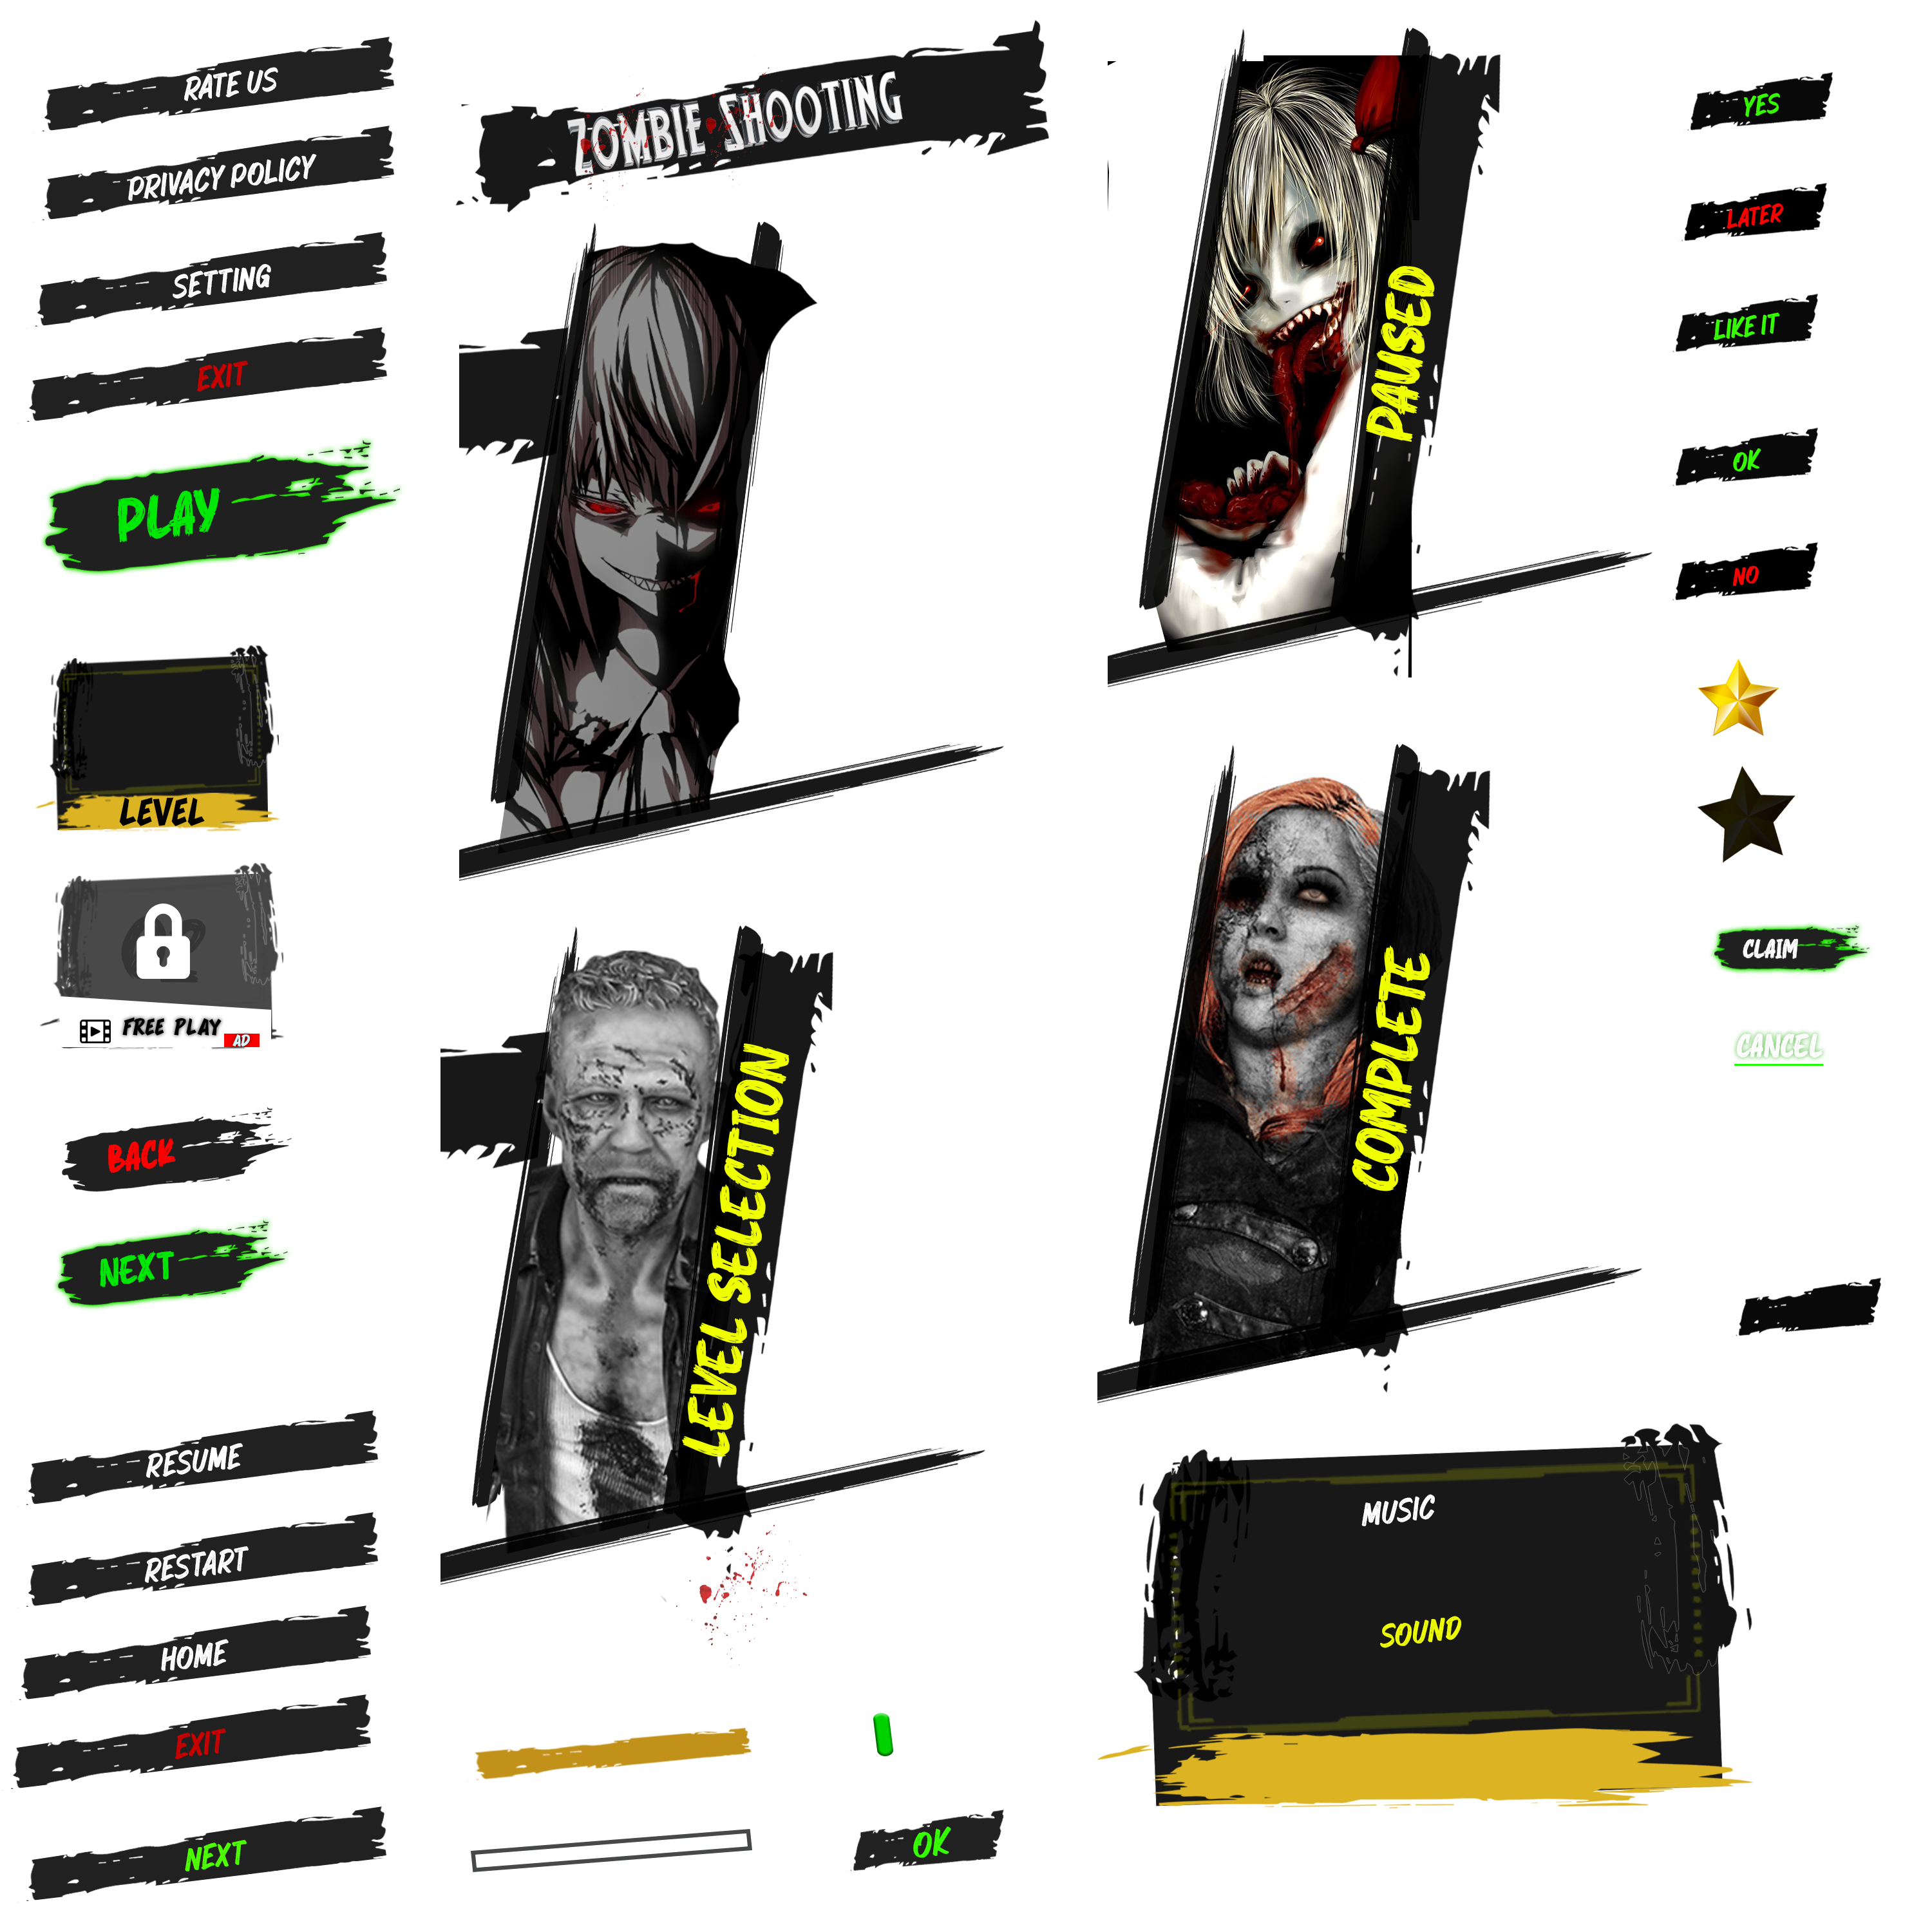 RATE US
PRIVACY POLICY
SETTING
EXIT
PLAY
LEVEL
FREE PLAY
AD
BACK
NEXT
RESUME
RESTART
HOME
EXIT
NEXT
ZOMBIE SHOOTING
LEVEL SELECTION
OK
PAUSED
COMPLETE
MUSIC
SOUND
YES
LATER
LIKE IT
OK
NO
CLAIM
CANCEL